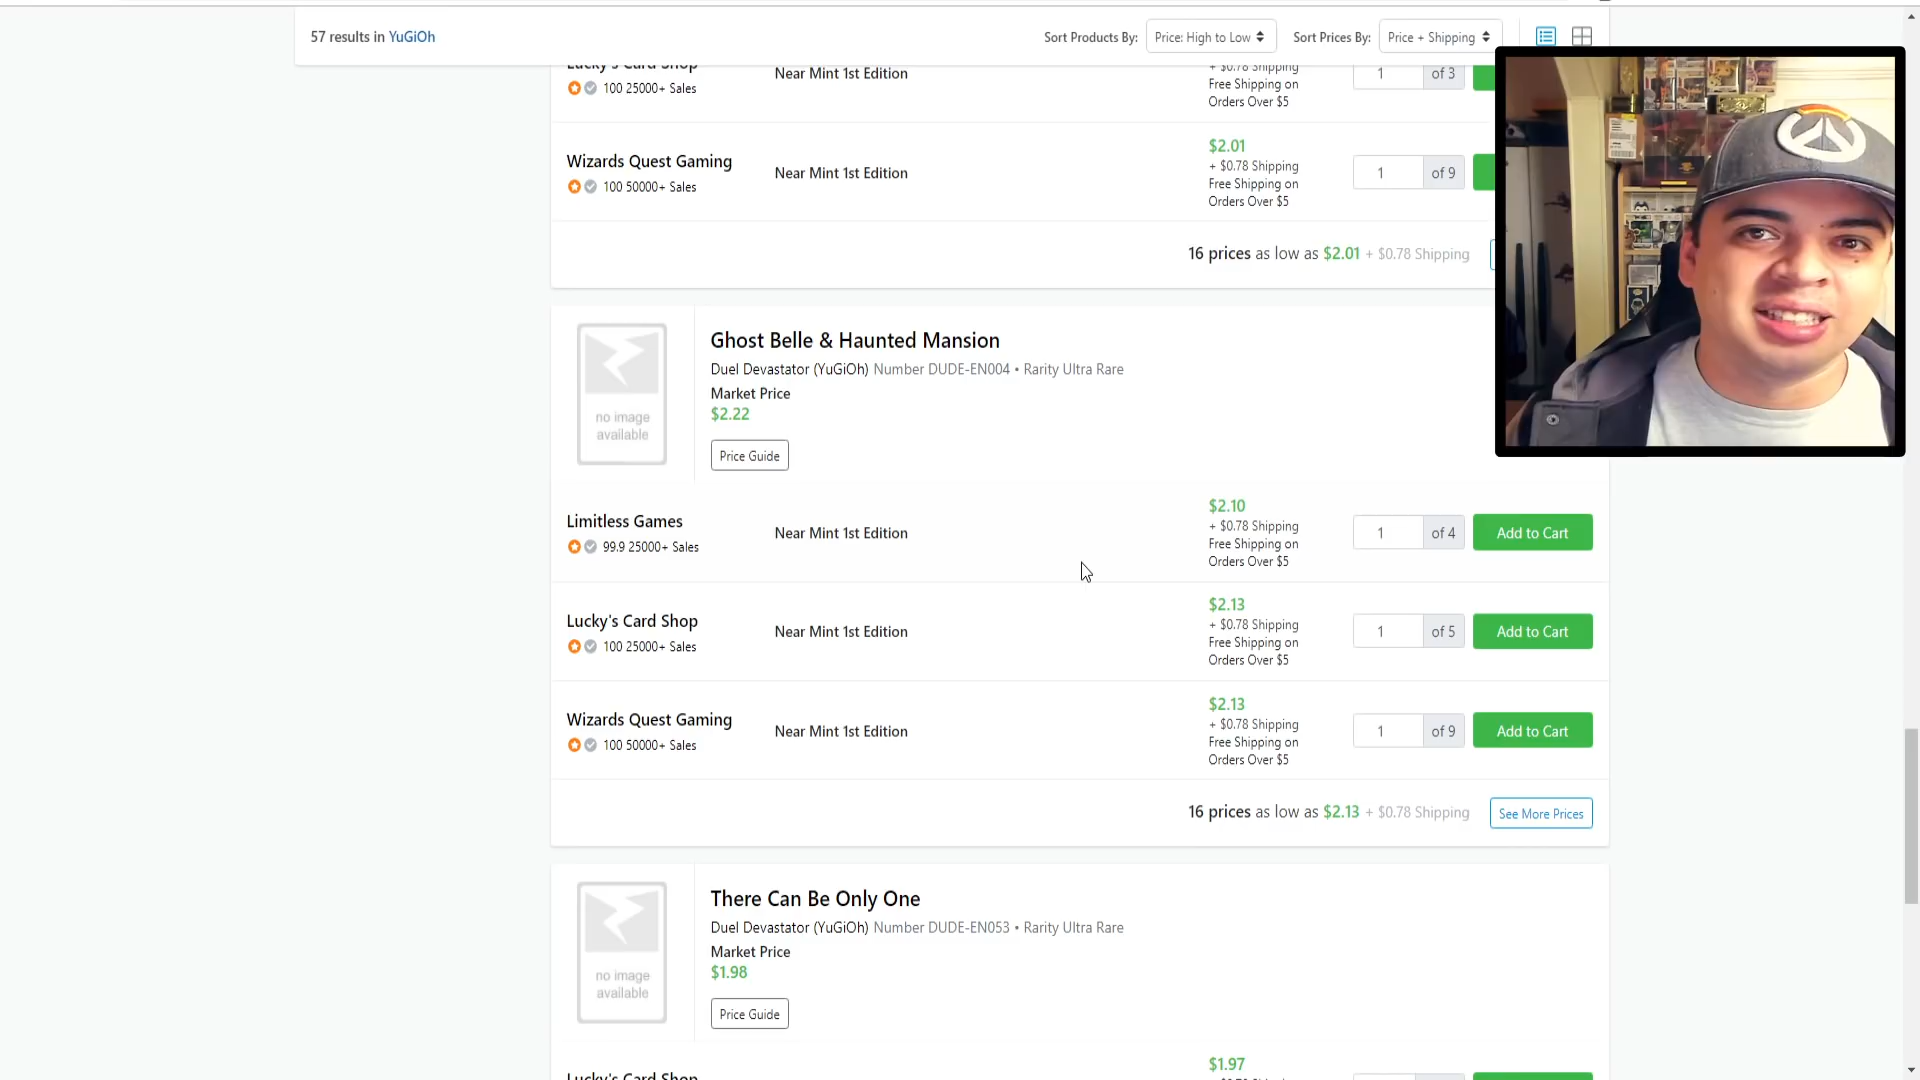 57 results in YuGiOh
Sort Products By:
Price: High to Low
Sort Prices By:
Price + Shipping
Lucky's Card Shop
100 25000+ Sales
Near Mint 1st Edition
+ $0.78 Shipping
Free Shipping on
Orders Over $5
1
of 3
Wizards Quest Gaming
100 50000+ Sales
Near Mint 1st Edition
$2.01
+ $0.78 Shipping
Free Shipping on
Orders Over $5
1
of 9
16 prices as low as $2.01 + $0.78 Shipping
no image
available
Ghost Belle & Haunted Mansion
Duel Devastator (YuGiOh) Number DUDE-EN004 • Rarity Ultra Rare
Market Price
$2.22
Price Guide
Limitless Games
99.9 25000+ Sales
Near Mint 1st Edition
$2.10
+ $0.78 Shipping
Free Shipping on
Orders Over $5
1
of 4
Add to Cart
Lucky's Card Shop
100 25000+ Sales
Near Mint 1st Edition
$2.13
+ $0.78 Shipping
Free Shipping on
Orders Over $5
1
of 5
Add to Cart
Wizards Quest Gaming
100 50000+ Sales
Near Mint 1st Edition
$2.13
+ $0.78 Shipping
Free Shipping on
Orders Over $5
1
of 9
Add to Cart
16 prices as low as $2.13 + $0.78 Shipping
See More Prices
no image
available
There Can Be Only One
Duel Devastator (YuGiOh) Number DUDE-EN053 • Rarity Ultra Rare
Market Price
$1.98
Price Guide
Lucky's Card Shop
$1.97